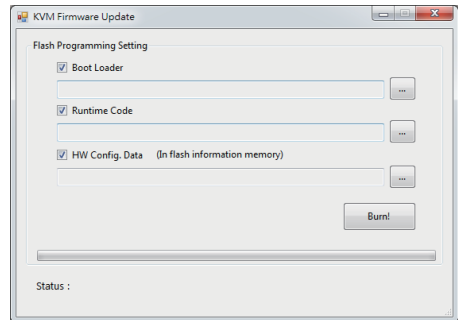 KVM Firmware Update
Flash Programming Setting
Boot Loader
...
Runtime Code
...
HW Config. Data (In flash information memory)
...
Burn!
Status :